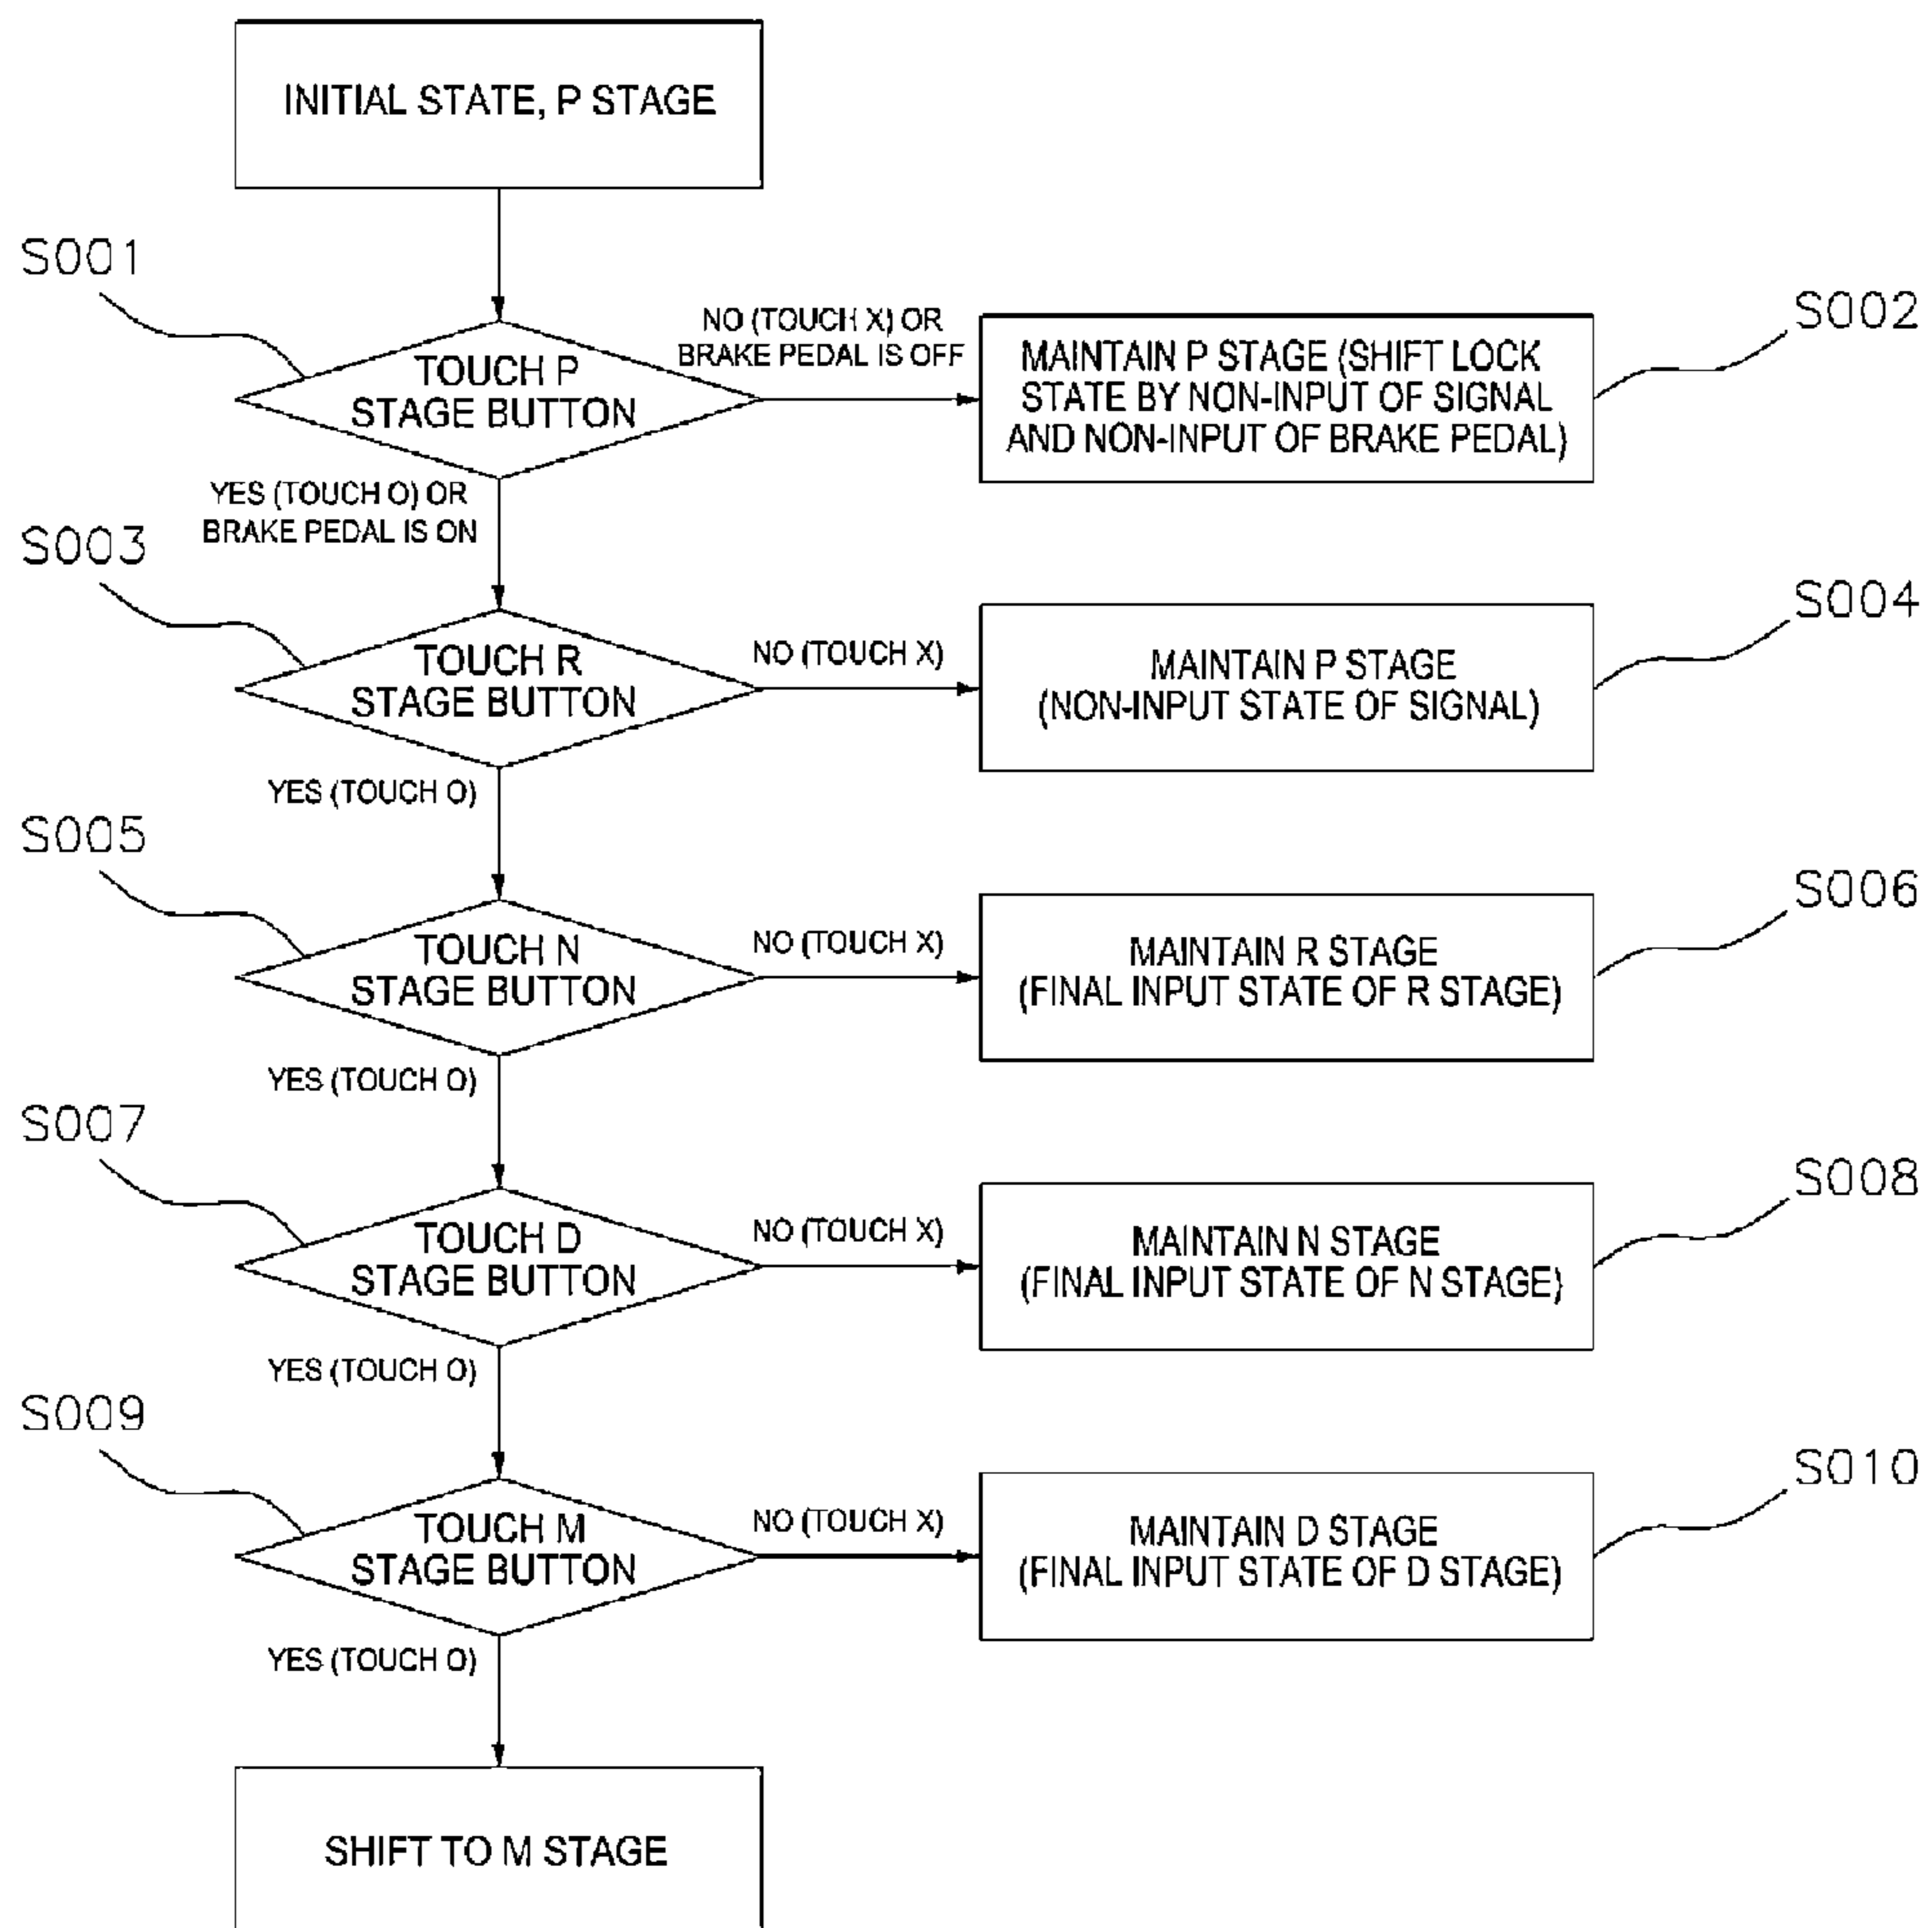 INITIAL STATE, P STAGE
S001
TOUCH P
STAGE BUTTON
NO (TOUCH X) OR
BRAKE PEDAL IS OFF
MAINTAIN P STAGE (SHIFT LOCK
STATE BY NON-INPUT OF SIGNAL
AND NON-INPUT OF BRAKE PEDAL)
S002
YES (TOUCH O) OR
BRAKE PEDAL IS ON
S003
TOUCH R
STAGE BUTTON
NO (TOUCH X)
MAINTAIN P STAGE
(NON-INPUT STATE OF SIGNAL)
S004
YES (TOUCH O)
S005
TOUCH N
STAGE BUTTON
NO (TOUCH X)
MAINTAIN R STAGE
(FINAL INPUT STATE OF R STAGE)
S006
YES (TOUCH O)
S007
TOUCH D
STAGE BUTTON
NO (TOUCH X)
MAINTAIN N STAGE
(FINAL INPUT STATE OF N STAGE)
S008
YES (TOUCH O)
S009
TOUCH M
STAGE BUTTON
NO (TOUCH X)
MAINTAIN D STAGE
(FINAL INPUT STATE OF D STAGE)
S010
YES (TOUCH O)
SHIFT TO M STAGE